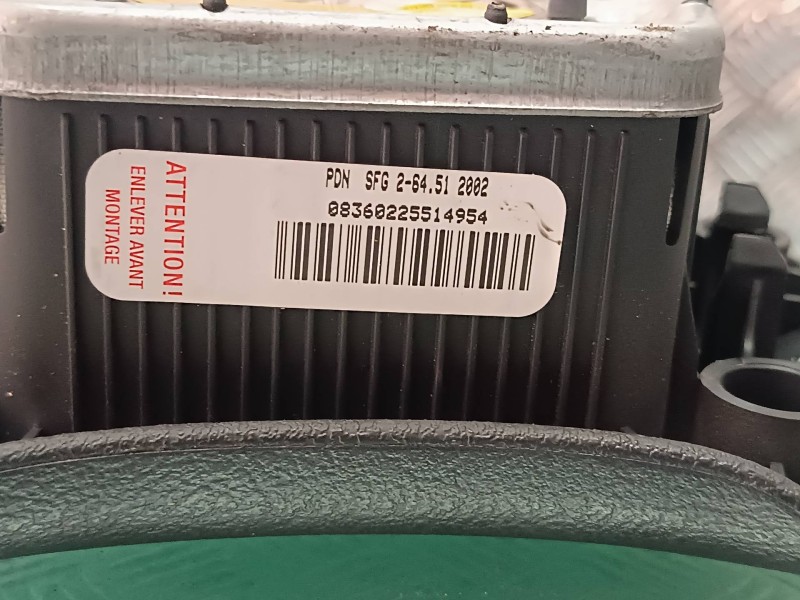 PDN SFG 2-64.51 2002
08360225514954
ATTENTION!
ENLEVER AVANT
MONTAGE